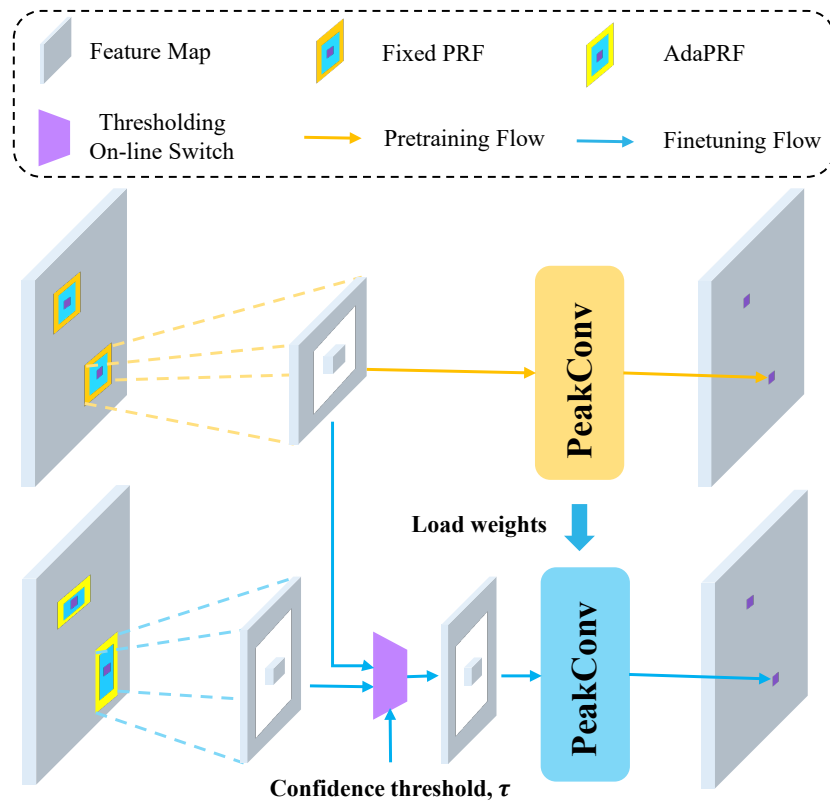 Feature Map
Fixed PRF
AdaPRF
Thresholding
On-line Switch
Pretraining Flow
Finetuning Flow
PeakConv
Load weights
PeakConv
Confidence threshold, τ